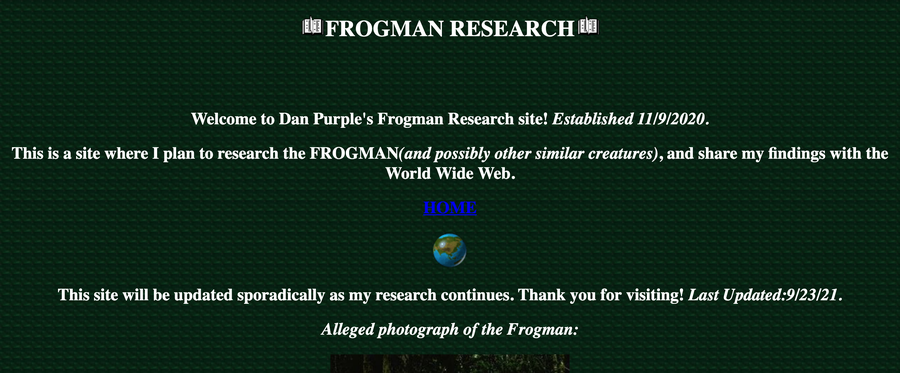 FROGMAN RESEARCH
Welcome to Dan Purple's Frogman Research site! Established 11/9/2020.
This is a site where I plan to research the FROGMAN(and possibly other similar creatures), and share my findings with the
World Wide Web.
HOME
This site will be updated sporadically as my research continues. Thank you for visiting! Last Updated:9/23/21.
Alleged photograph of the Frogman: